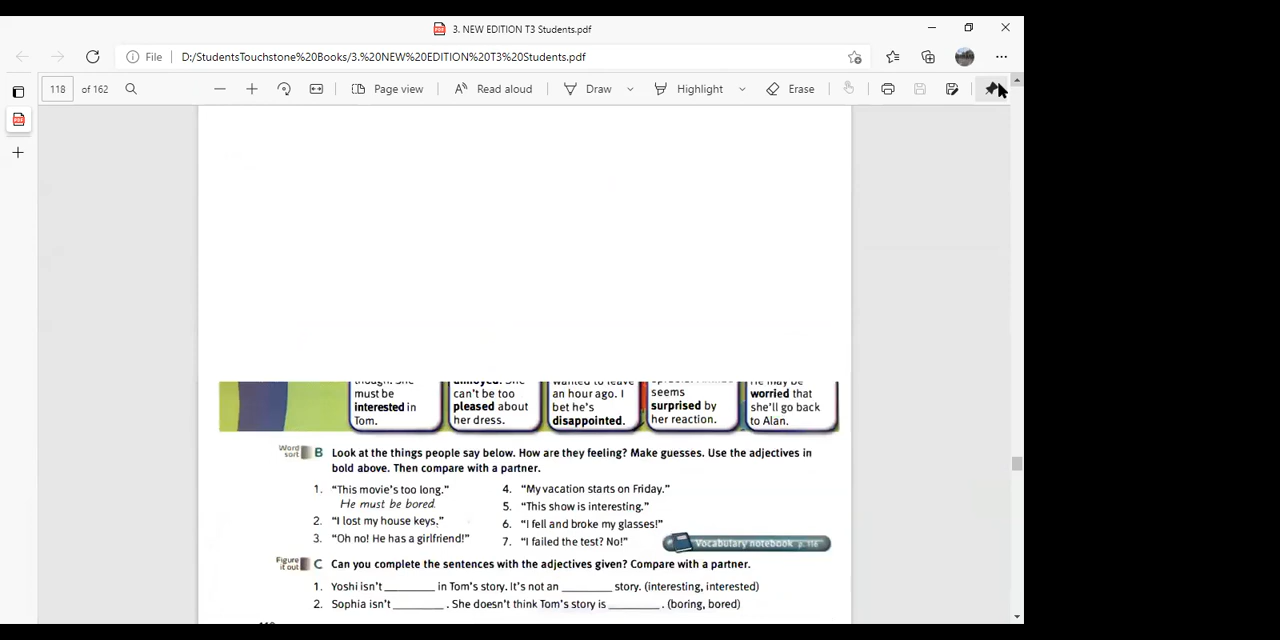 3. NEW EDITION T3 Students.pdf
File D:/StudentsTouchstone%20Books/3.%20NEW%20EDITION%20T3%20Students.pdf
118 of 162 Page view Read aloud Draw Highlight Erase
though. She
must be
interested in
Tom.
annoyed. She
can't be too
pleased about
her dress.
wanted to leave
an hour ago. I
bet he's
disappointed.
seems
surprised by
her reaction.
He may be
worried that
she'll go back
to Alan.
Word sort B Look at the things people say below. How are they feeling? Make guesses. Use the adjectives in
bold above. Then compare with a partner.
1. "This movie's too long."
He must be bored.
2. "I lost my house keys."
3. "Oh no! He has a girlfriend!"
4. "My vacation starts on Friday."
5. "This show is interesting."
6. "I fell and broke my glasses!"
7. "I failed the test? No!"
Vocabulary notebook p. 116
Figure it out C Can you complete the sentences with the adjectives given? Compare with a partner.
1. Yoshi isn't ________ in Tom's story. It's not an ________ story. (interesting, interested)
2. Sophia isn't ________ . She doesn't think Tom's story is ________ . (boring, bored)